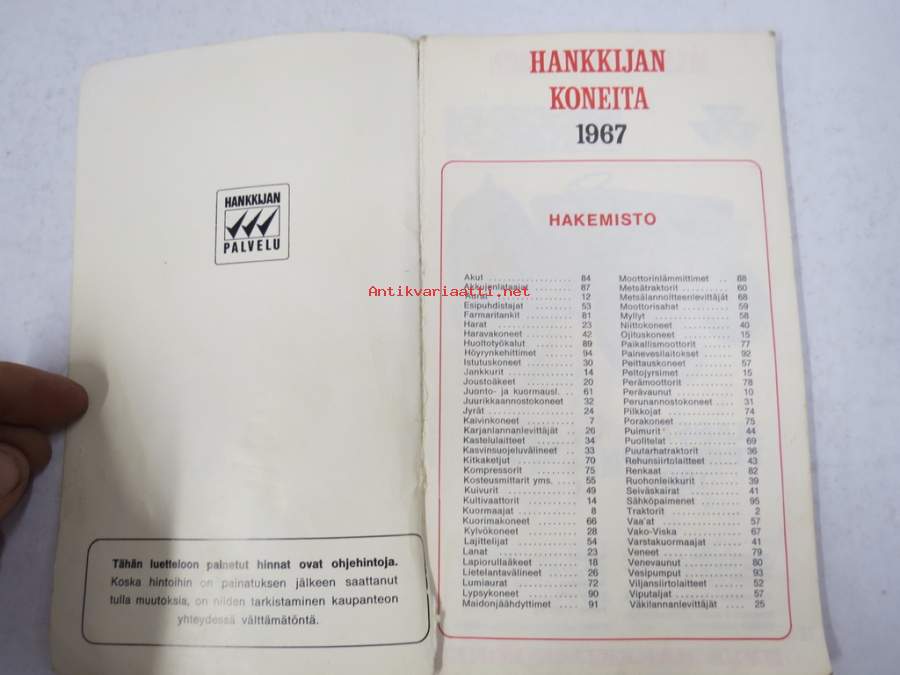 HANKKIJAN
PALVELU
Tähän luetteloon painetut hinnat ovat ohjehintoja.
Koska hintoihin on painatuksen jälkeen saattanut
tulla muutoksia, on niiden tarkistaminen kaupanteon
yhteydessä välttämätöntä.
HANKKIJAN
KONEITA
1967
HAKEMISTO
Akut 84
Akkujenlataajat 87
Aurat 12
Esipuhdistajat 53
Farmaritankit 81
Harat 23
Haravakoneet 42
Huoltotyökalut 89
Höyrynkehittimet 94
Istutuskoneet 30
Jankkurit 14
Joustoäkeet 20
Juonto- ja kuormausl. 61
Juurikkaannostokoneet 32
Jyrät 24
Kaivinkoneet 7
Karjanlannanlevittäjät 26
Kastelulaitteet 34
Kasvinsuojeluvälineet 33
Kitkaketjut 70
Kompressorit 75
Kosteusmittarit yms. 55
Kuivurit 49
Kultivaattorit 14
Kuormaajat 8
Kuorimakoneet 66
Kylvökoneet 28
Lajittelijat 54
Lanat 23
Lapiorullaäkeet 18
Lietelantavälineet 26
Lumiaurat 72
Lypsykoneet 90
Maidonjäähdyttimet 91
Moottorinlämmittimet 88
Metsätraktorit 60
Metsälannoitteenlevittäjät 68
Moottorisahat 59
Myllyt 58
Niittokoneet 40
Ojituskoneet 15
Paikallismoottorit 77
Painevesilaitokset 92
Peittauskoneet 57
Peltojyrsimet 15
Perämoottorit 78
Perävaunut 10
Perunannostokoneet 31
Pilkkojat 74
Porakoneet 75
Puimurit 44
Puolitelat 69
Puutarhatraktorit 36
Rehunsiirtolaitteet 43
Renkaat 82
Ruohonleikkurit 39
Seiväskairat 41
Sähköpaimenet 95
Traktorit 2
Vaa'at 57
Vako-Viska 67
Varstakuormaajat 41
Veneet 79
Venevaunut 80
Vesipumput 93
Viljansiirtolaitteet 52
Viputaljat 57
Väkilannanlevittäjät 25
Antikvariaatti.net